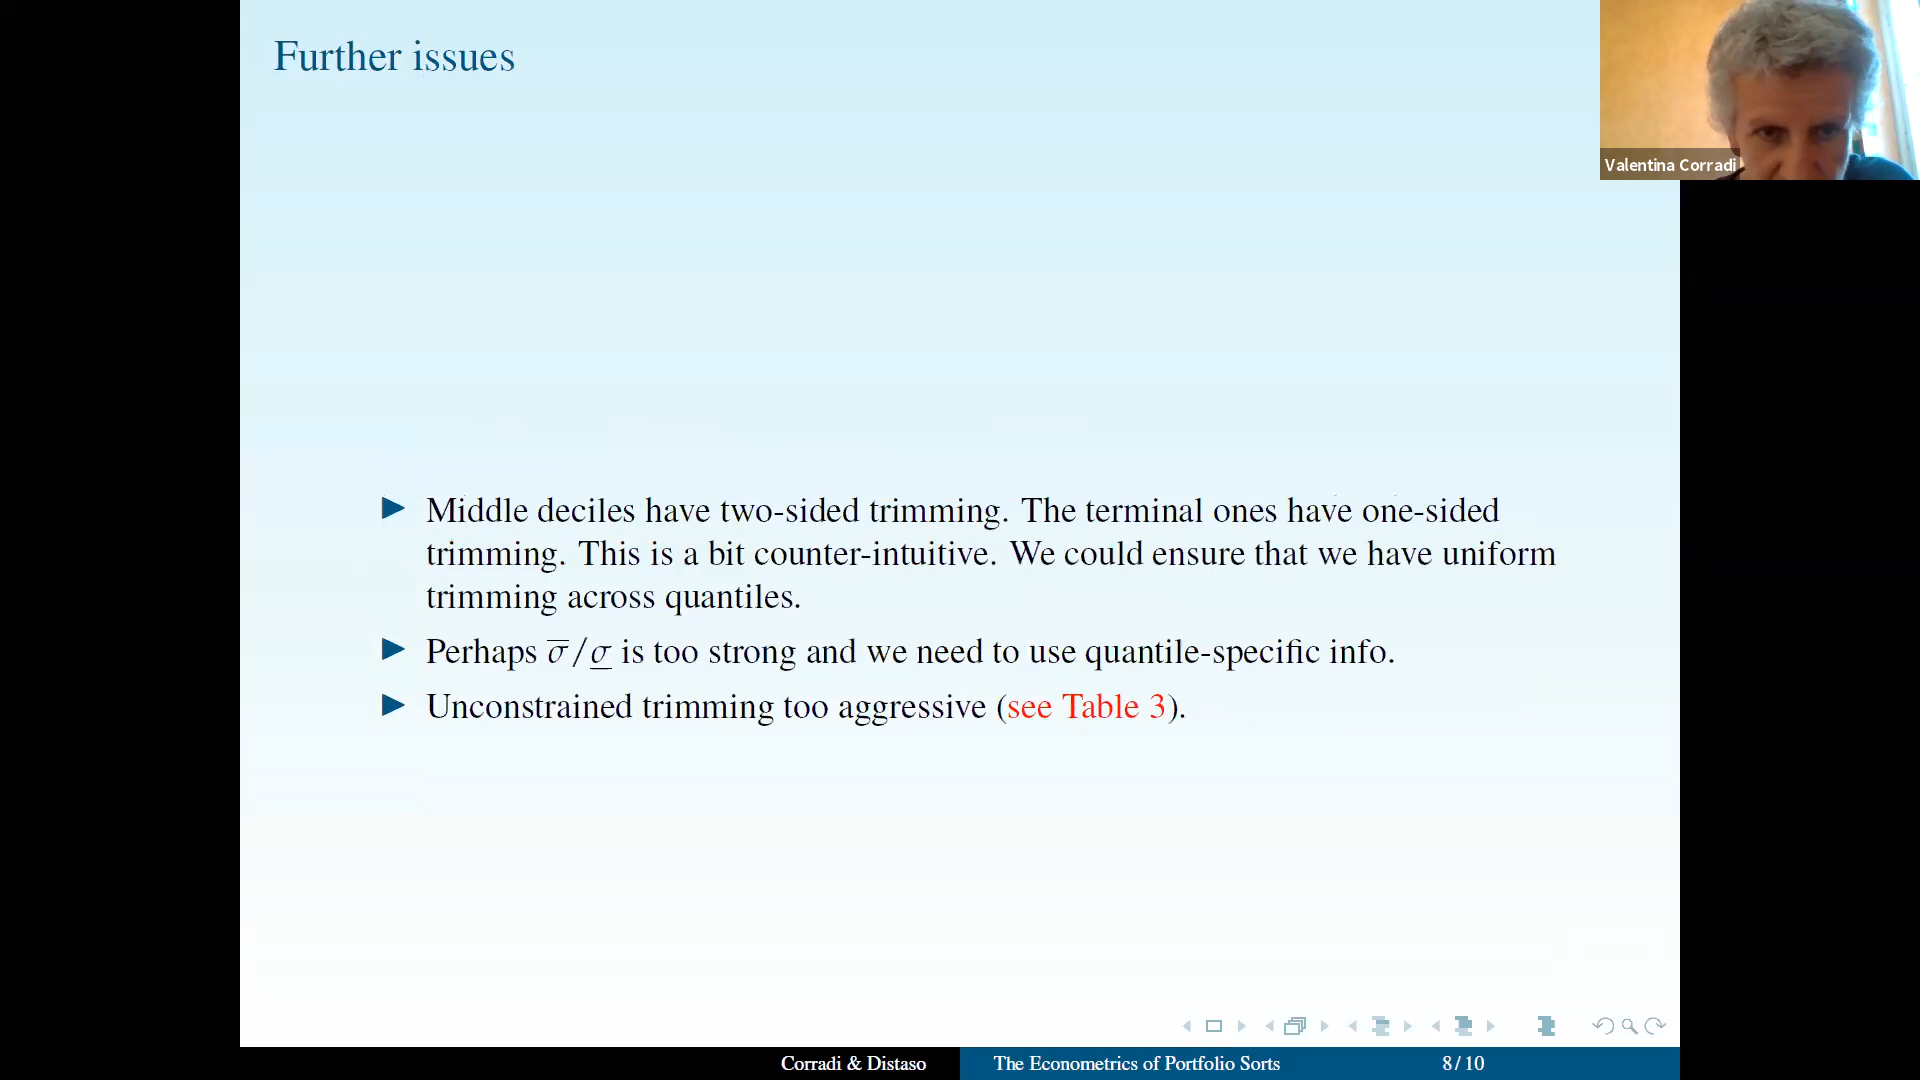 Further issues
Valentina Corradi
▶ Middle deciles have two-sided trimming. The terminal ones have one-sided
trimming. This is a bit counter-intuitive. We could ensure that we have uniform
trimming across quantiles.
▶ Perhaps σ̅/σ̲ is too strong and we need to use quantile-specific info.
▶ Unconstrained trimming too aggressive (see Table 3).
Corradi & Distaso
The Econometrics of Portfolio Sorts
8/10